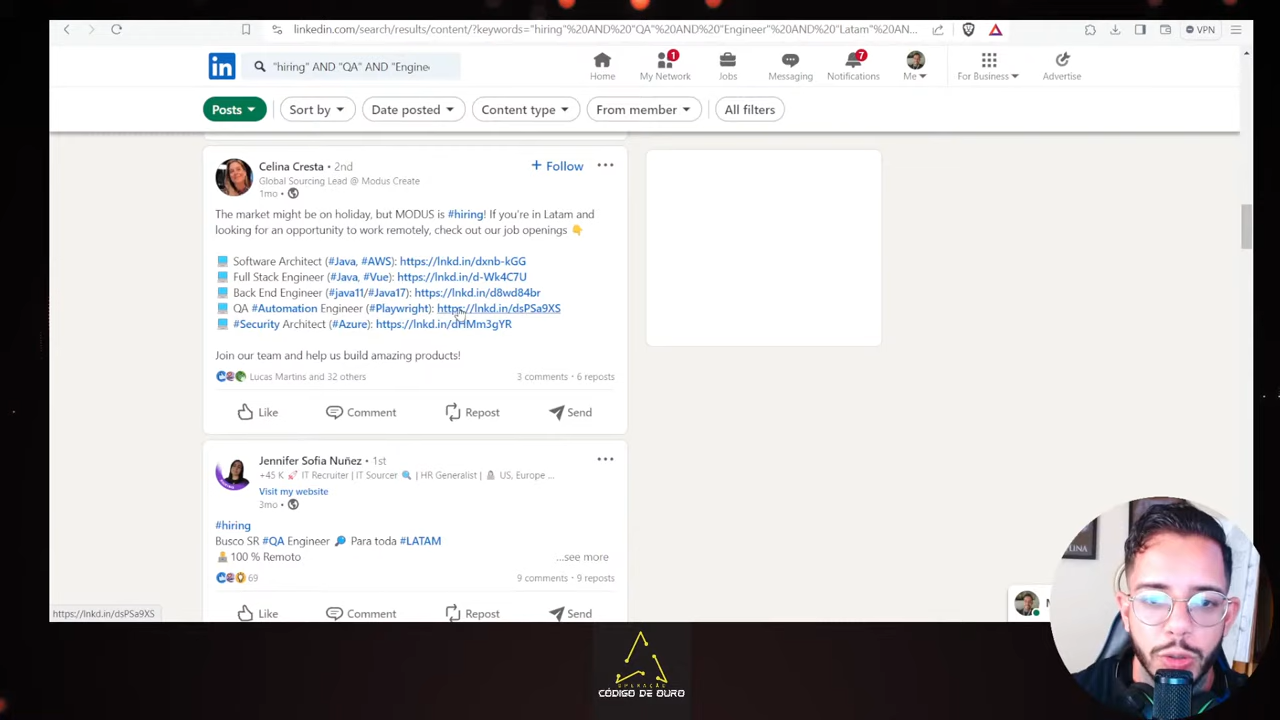 linkedin.com/search/results/content/?keywords="hiring"%20AND%20"QA"%20AND%20"Engineer"%20AND%20"Latam"%20AN...
VPN
in
"hiring" AND "QA" AND "Engine
Home
1
My Network
Jobs
Messaging
7
Notifications
Me
For Business
Advertise
Posts
Sort by
Date posted
Content type
From member
All filters
Celina Cresta • 2nd
+ Follow
Global Sourcing Lead @ Modus Create
1mo •
The market might be on holiday, but MODUS is #hiring! If you're in Latam and
looking for an opportunity to work remotely, check out our job openings 👇
Software Architect (#Java, #AWS): https://lnkd.in/dxnb-kGG
Full Stack Engineer (#Java, #Vue): https://lnkd.in/d-Wk4C7U
Back End Engineer (#java11/#Java17): https://lnkd.in/d8wd84br
QA #Automation Engineer (#Playwright): https://lnkd.in/dsPSa9XS
#Security Architect (#Azure): https://lnkd.in/dHMm3gYR
Join our team and help us build amazing products!
Lucas Martins and 32 others
3 comments • 6 reposts
Like
Comment
Repost
Send
Jennifer Sofia Nuñez • 1st
+45 K 🚀 IT Recruiter | IT Sourcer 🔍 | HR Generalist | US, Europe ...
Visit my website
3mo •
#hiring
Busco SR #QA Engineer 🔎 Para toda #LATAM
100 % Remoto
...see more
69
9 comments • 9 reposts
Like
Comment
Repost
Send
https://lnkd.in/dsPSa9XS
OPERAÇÃO
CÓDIGO DE OURO